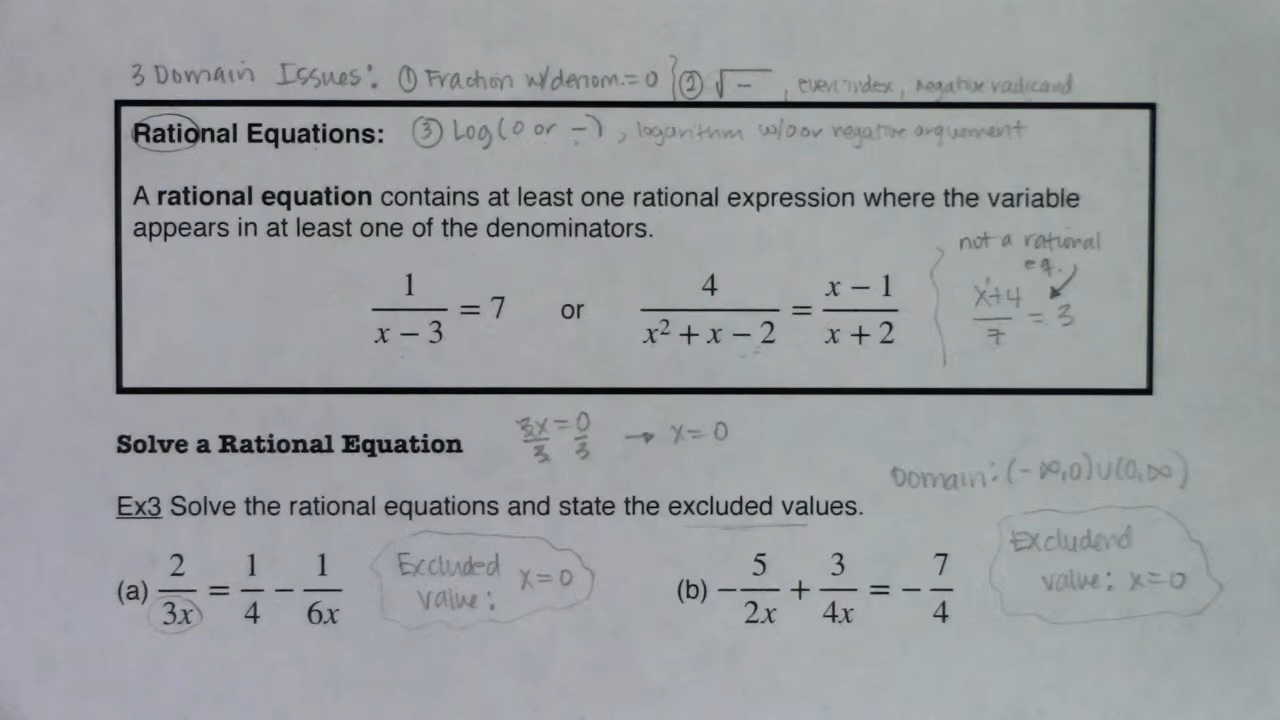 3 Domain Issues: ① Fraction w/denom.=0 ② √− , even index, negative radicand
Rational Equations: ③ Log(0 or −), logarithm w/0 or negative arguement
A rational equation contains at least one rational expression where the variable
appears in at least one of the denominators.
not a rational
eq.
1/(x − 3) = 7 or 4/(x² + x − 2) = (x − 1)/(x + 2) (x+4)/7 = 3
3x/3 = 0/3 → x=0
Solve a Rational Equation
Domain: (-∞,0)∪(0,∞)
Ex3 Solve the rational equations and state the excluded values.
(a) 2/(3x) = 1/4 − 1/(6x)
Excluded
value: x=0
(b) −5/(2x) + 3/(4x) = −7/4
Excludend
value: x=0